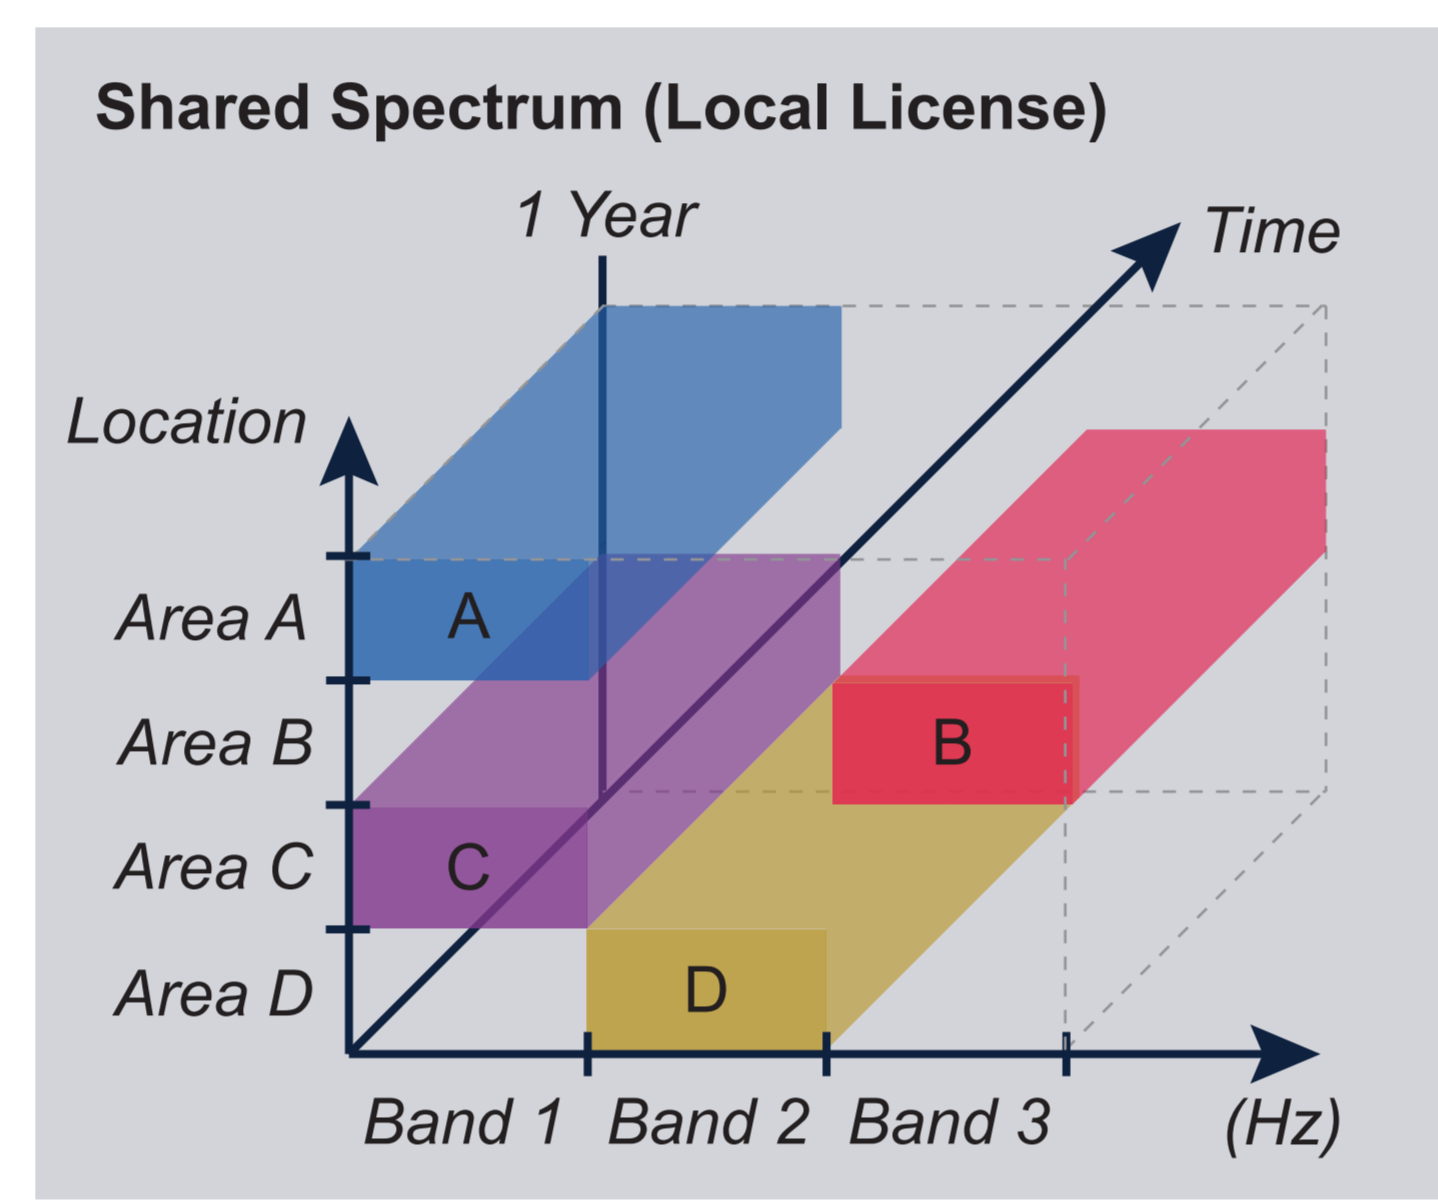 Shared Spectrum (Local License)
1 Year
Time
Location
Area A
A
Area B
B
Area C
C
Area D
D
Band 1
Band 2
Band 3
(Hz)